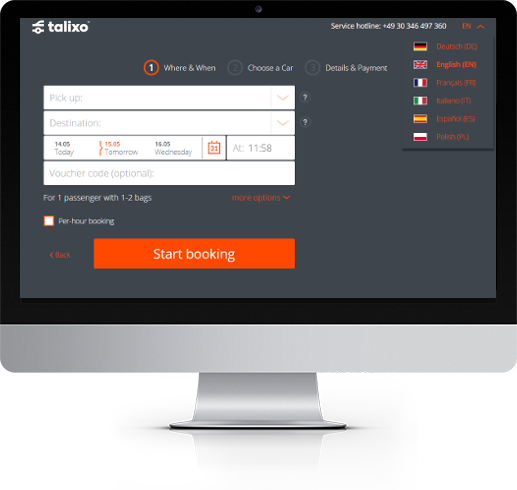 talixo
Service hotline: +49 30 346 497 360
EN
Deutsch (DC)
English (EN)
Français (FR)
Italiano (IT)
Español (ES)
Polish (PL)
1 Where & When
2 Choose a Car
3 Details & Payment
Pick up:
?
Destination:
?
14.05
Today
15.05
Tomorrow
16.05
Wednesday
31
At: 11:58
Voucher code (optional):
For 1 passenger with 1-2 bags
more options
Per-hour booking
Back
Start booking